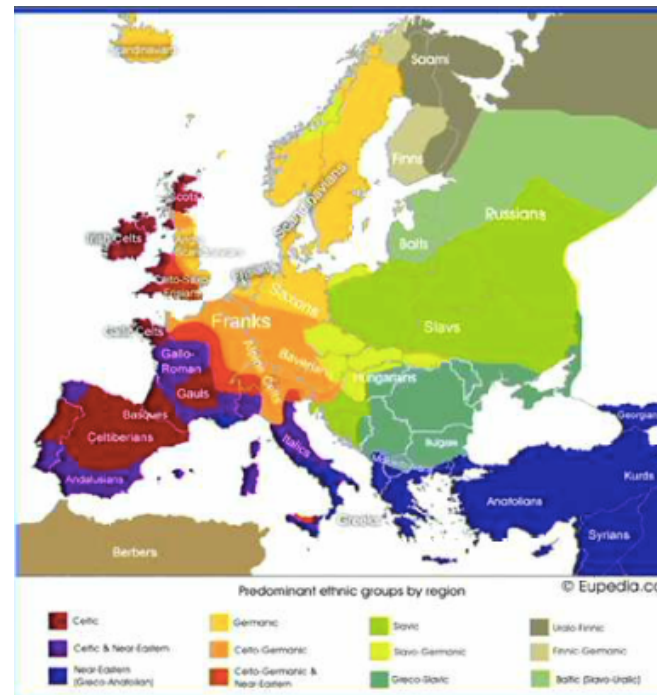 Scandinavians
Saami
Finns
Scandinavians
Scots
Irish Celts
Russians
Balts
Frisians
Saxons
Franks
Slavs
Bavarians
Hungarians
Gallo-
Roman
Gauls
Basques
Celtiberians
Andalusians
Italics
Bulgars
Georgians
Kurds
Anatolians
Greeks
Syrians
Berbers
Predominant ethnic groups by region
© Eupedia.co
Celtic
Germanic
Slavic
Uralo-Finnic
Celtic & Near-Eastern
Celto-Germanic
Slavo-Germanic
Finnic-Germanic
Near-Eastern
(Greco-Anatolian)
Celto-Germanic &
Near-Eastern
Greco-Slavic
Baltic (Slavo-Uralic)